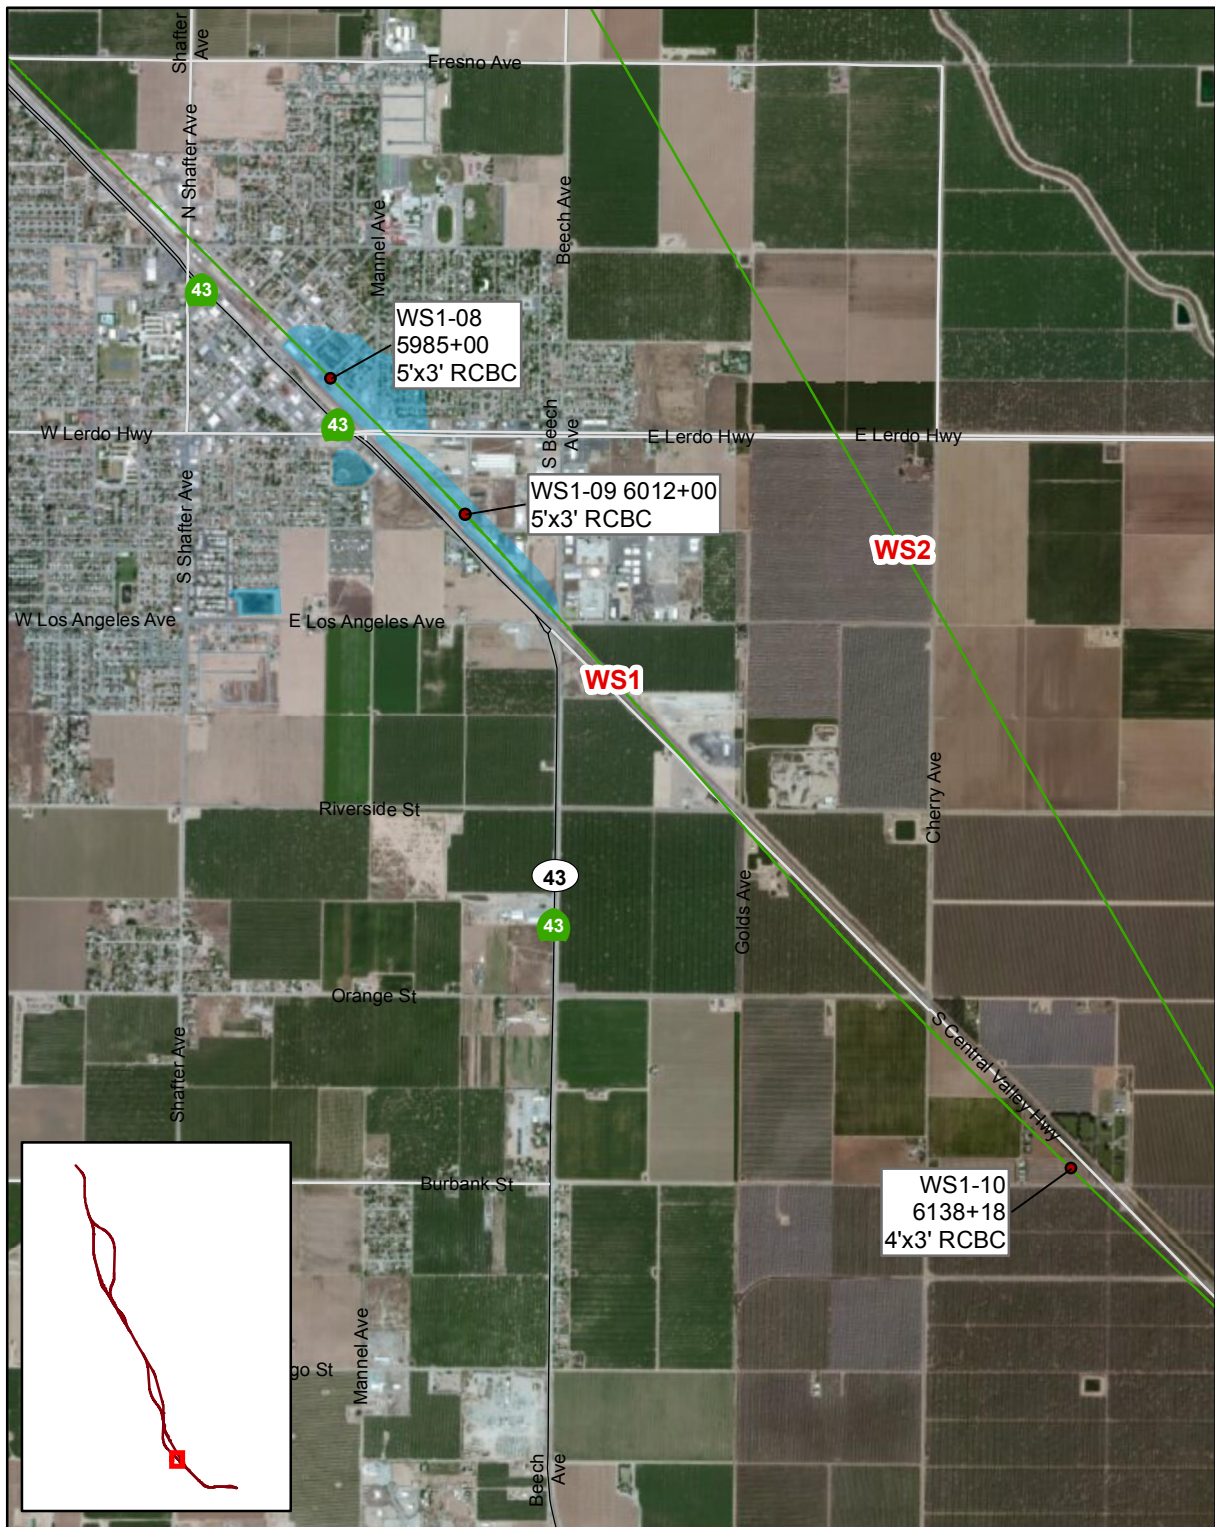 Shafter
Ave
Fresno Ave
N Shafter Ave
Mannel Ave
Beech Ave
43
WS1-08
5985+00
5'x3' RCBC
43
W Lerdo Hwy
S Beech
Ave
E Lerdo Hwy
E Lerdo Hwy
S Shafter Ave
WS1-09 6012+00
5'x3' RCBC
WS2
W Los Angeles Ave
E Los Angeles Ave
WS1
Cherry Ave
Riverside St
43
43
Golds Ave
Orange St
S Central Valley Hwy
Shafter Ave
WS1-10
6138+18
4'x3' RCBC
Burbank St
Mannel Ave
go St
Beech
Ave